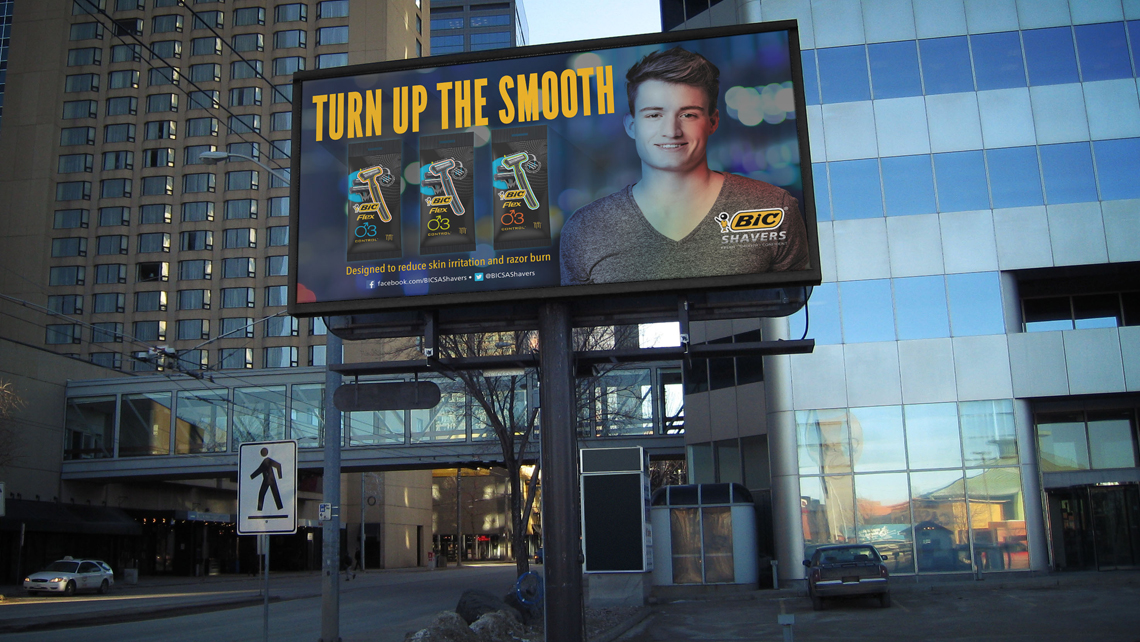 TURN UP THE SMOOTH
BIC
Flex
3
CONTROL
BIC
Flex
3
CONTROL
BIC
Flex
3
CONTROL
Designed to reduce skin irritation and razor burn
facebook.com/BICSAShavers • @BICSAShavers
BIC
SHAVERS